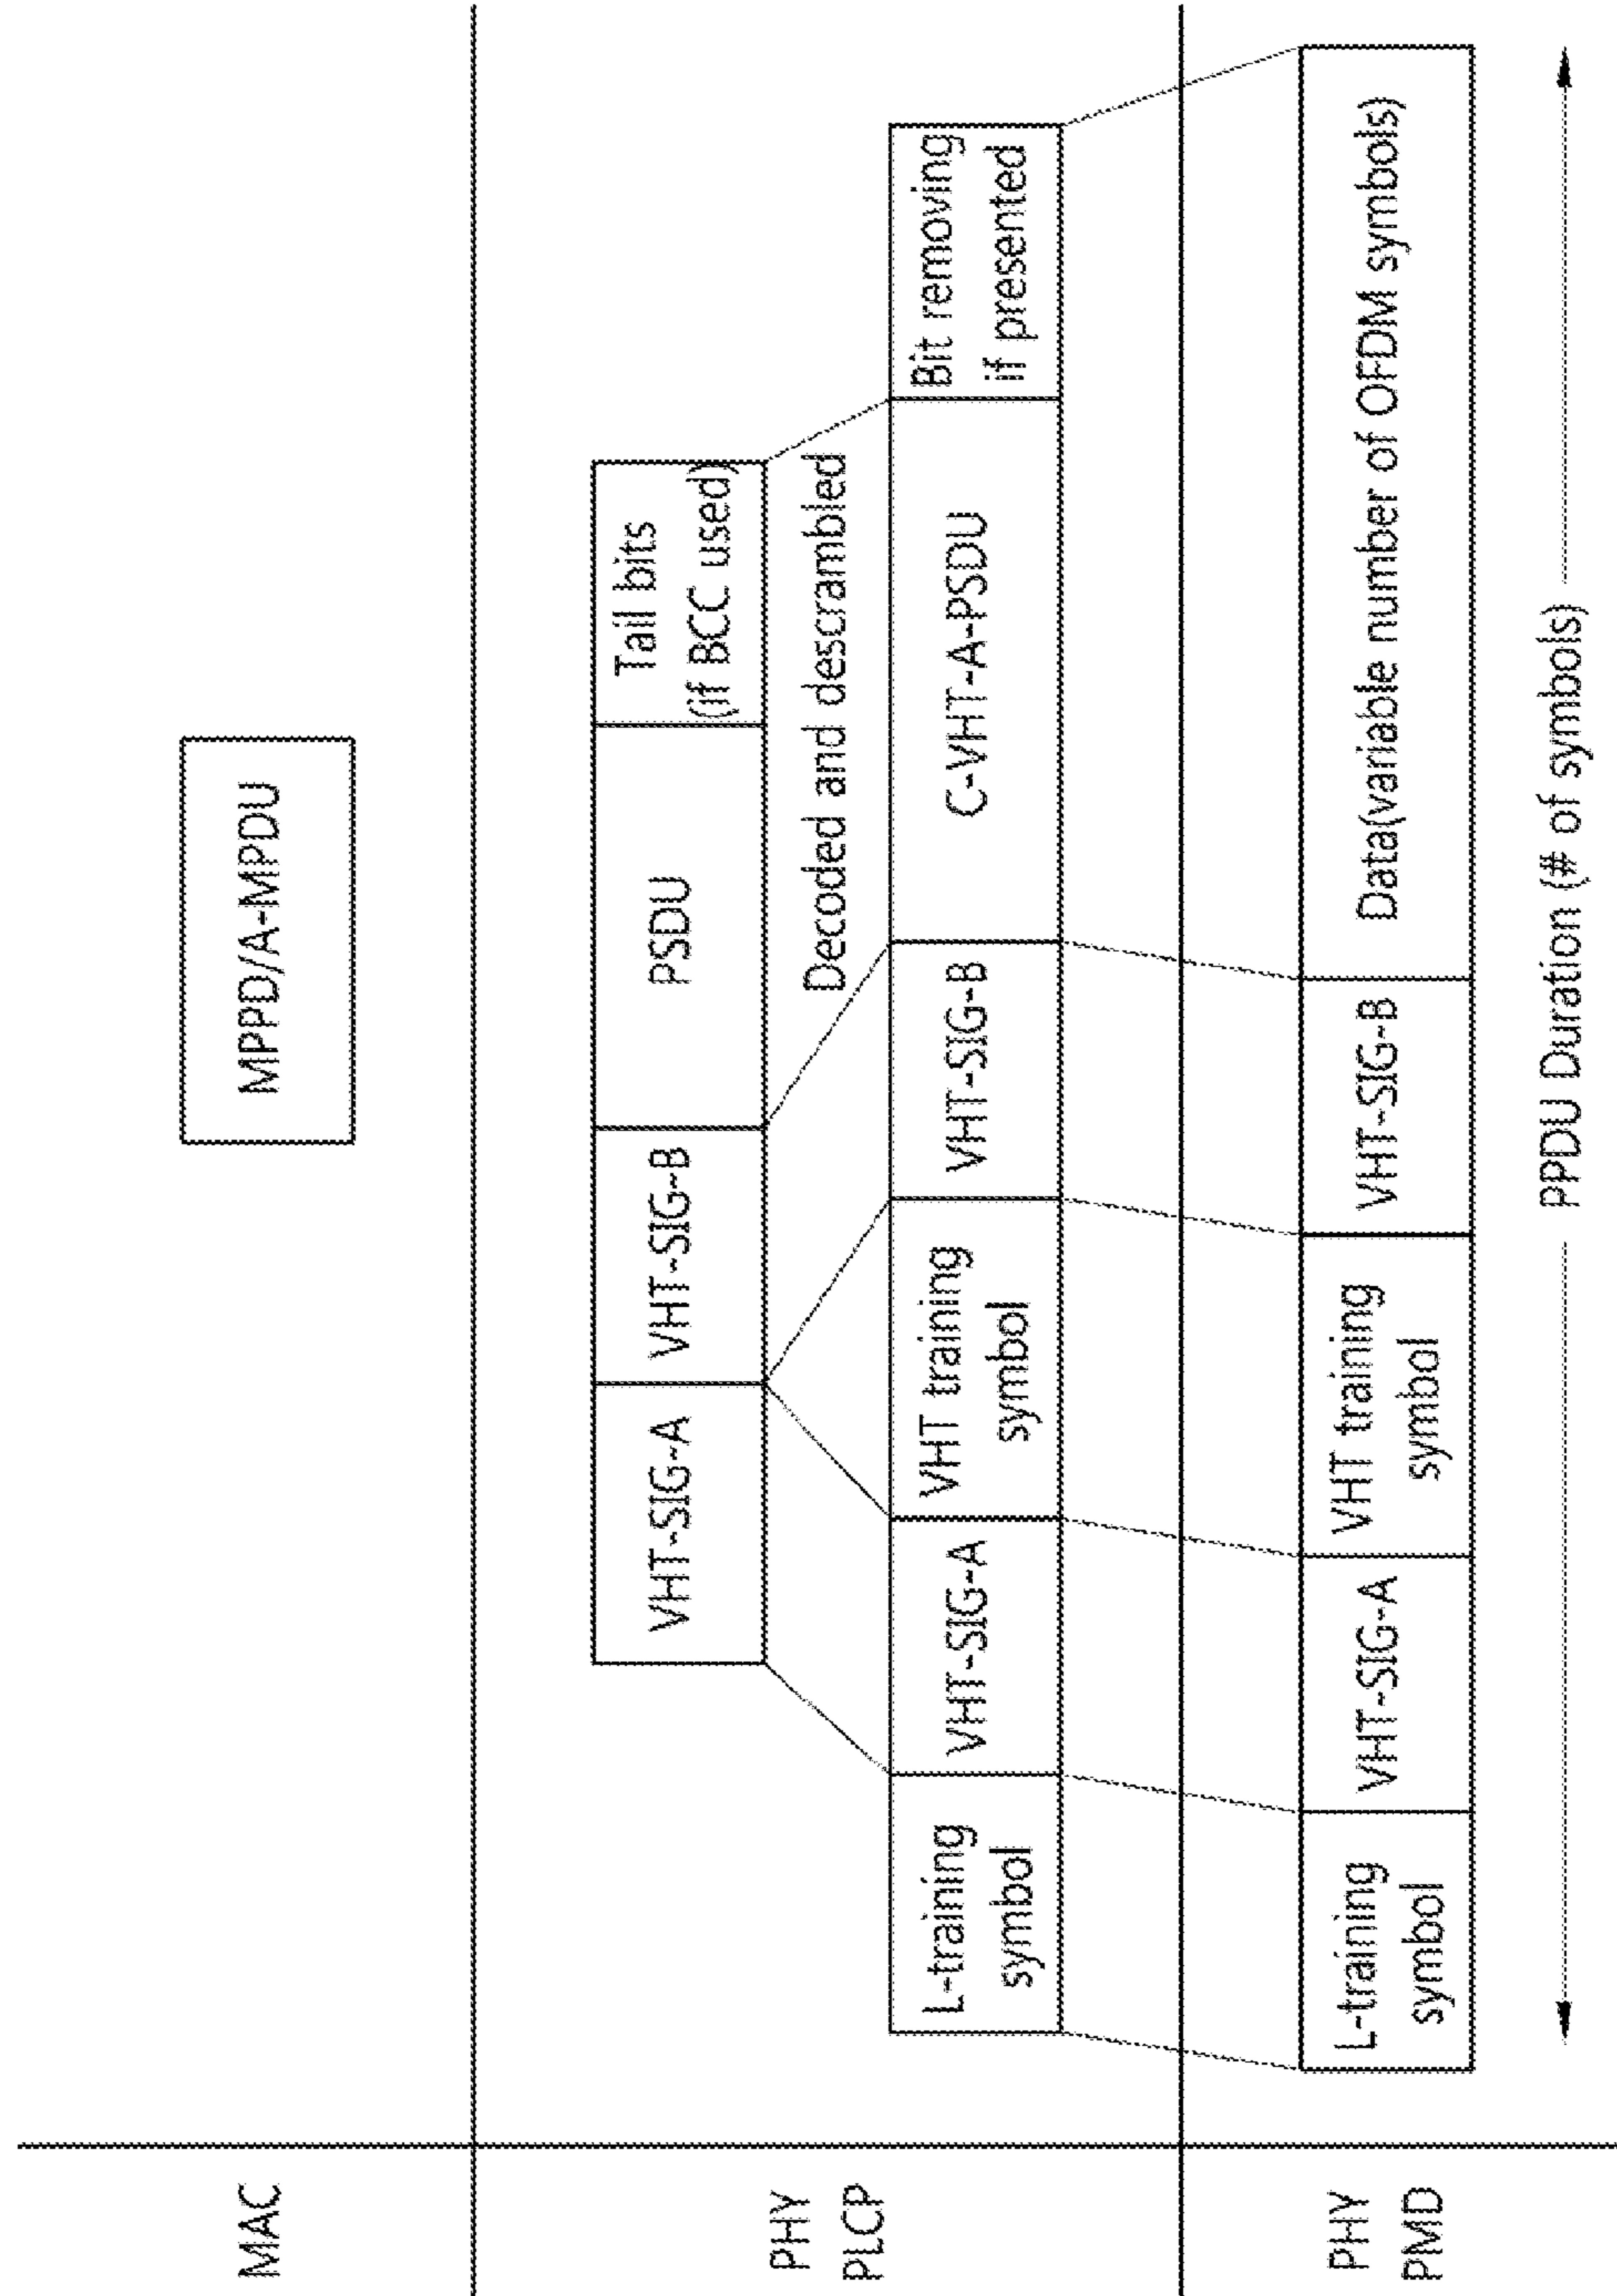 MAC
MPPD/A-MPDU
PHY
PLCP
VHT-SIG-A
VHT-SIG-B
PSDU
Tail bits
(if BCC used)
Decoded and descrambled
L-training
symbol
VHT-SIG-A
VHT training
symbol
VHT-SIG-B
C-VHT-A-PSDU
Bit removing
if presented
PHY
PMD
L-training
symbol
VHT-SIG-A
VHT training
symbol
VHT-SIG-B
Data(variable number of OFDM symbols)
PPDU Duration (# of symbols)